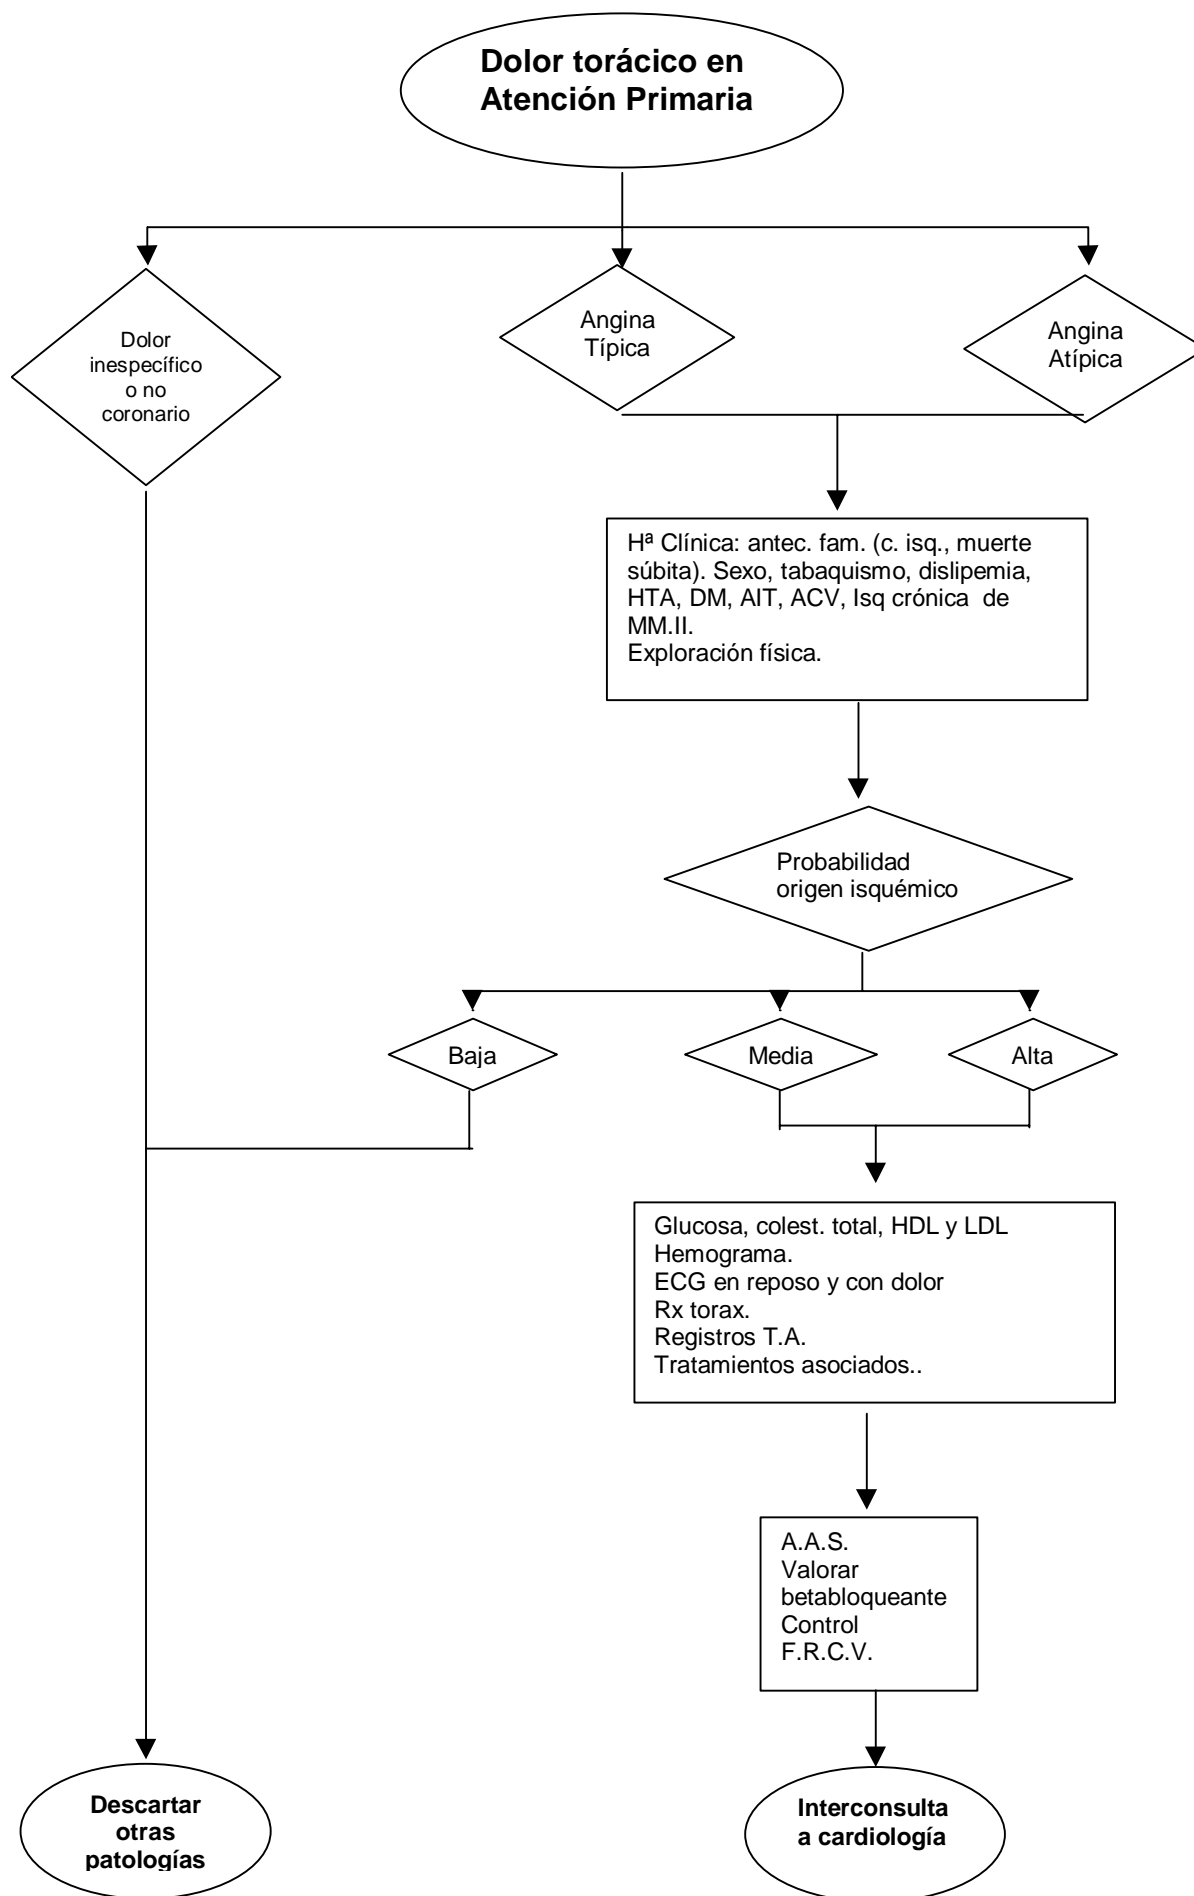 Dolor torácico en
Atención Primaria
Dolor
inespecífico
o no
coronario
Angina
Típica
Angina
Atípica
Hª Clínica: antec. fam. (c. isq., muerte
súbita). Sexo, tabaquismo, dislipemia,
HTA, DM, AIT, ACV, Isq crónica de
MM.II.
Exploración física.
Probabilidad
origen isquémico
Baja
Media
Alta
Glucosa, colest. total, HDL y LDL
Hemograma.
ECG en reposo y con dolor
Rx torax.
Registros T.A.
Tratamientos asociados..
A.A.S.
Valorar
betabloqueante
Control
F.R.C.V.
Descartar
otras
patologías
Interconsulta
a cardiología